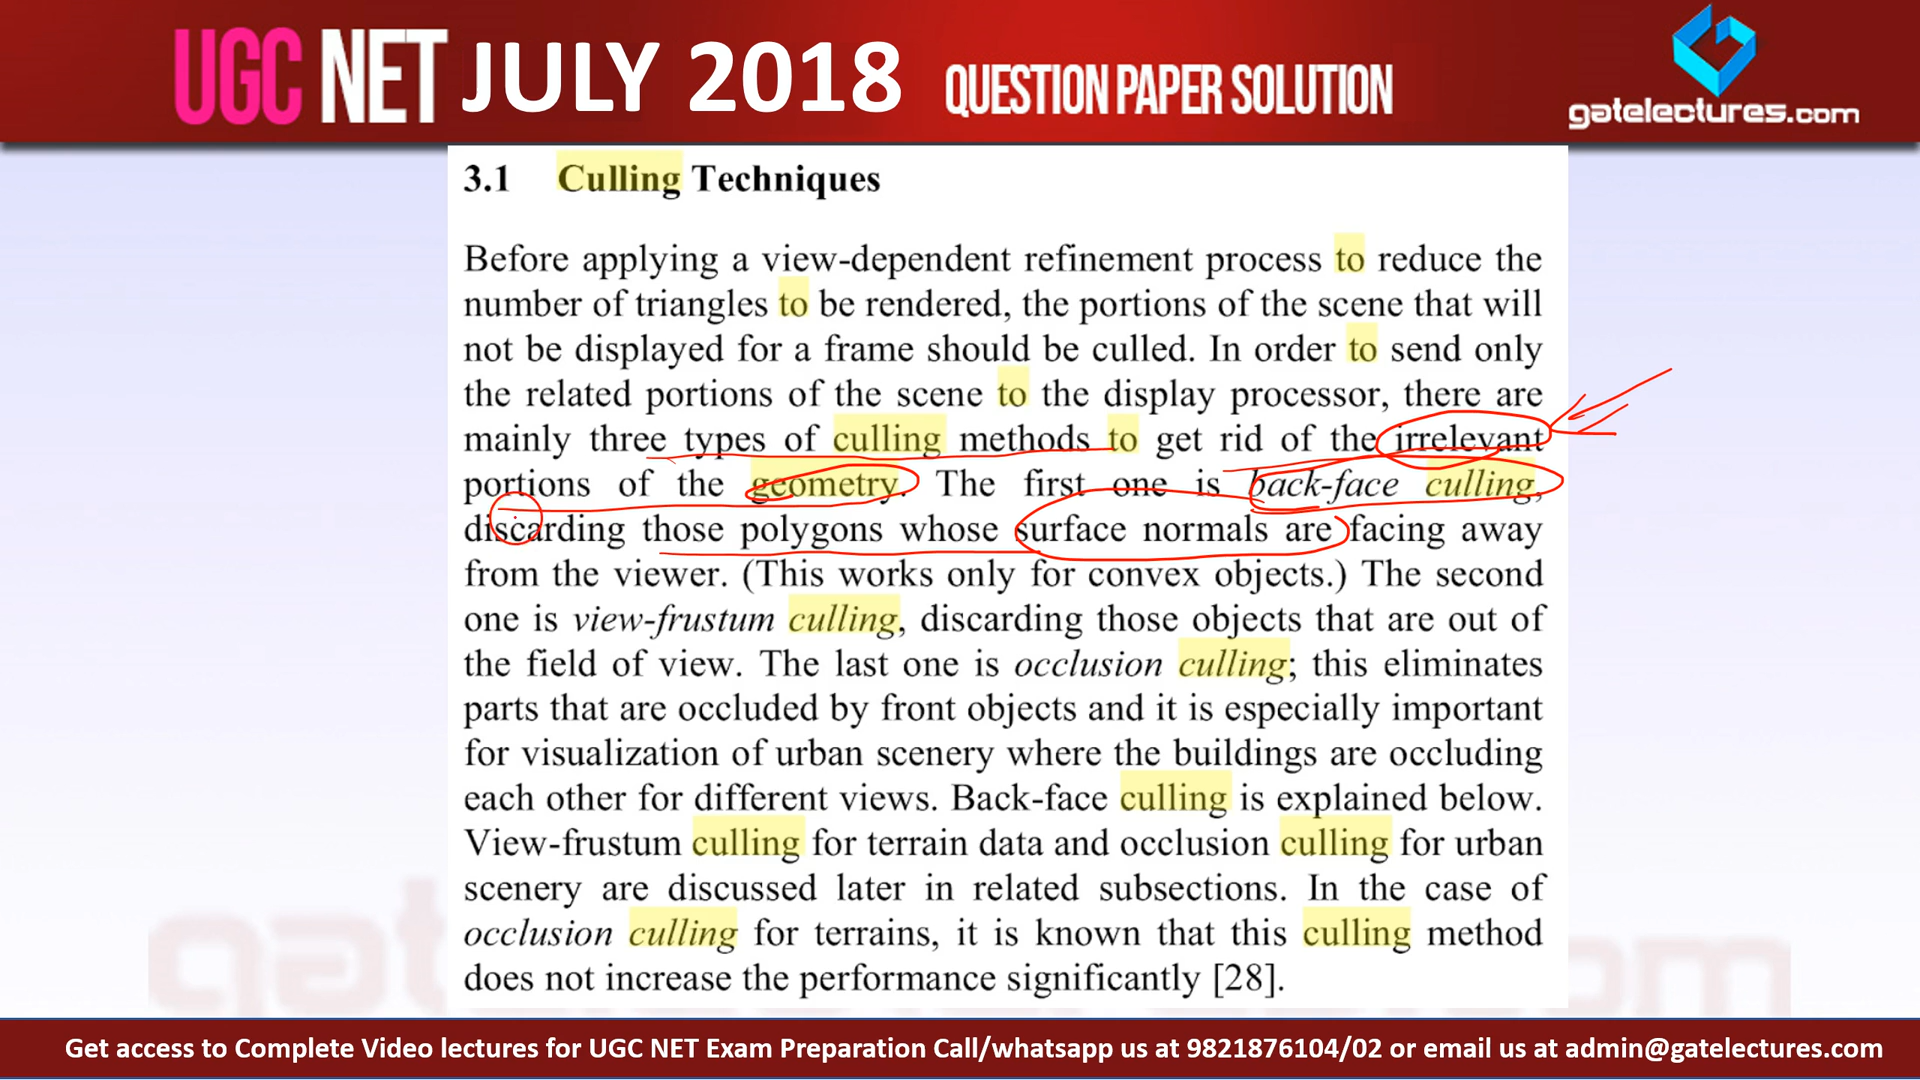 UGC NET JULY 2018 QUESTION PAPER SOLUTION
gatelectures.com
3.1 Culling Techniques
Before applying a view-dependent refinement process to reduce the
number of triangles to be rendered, the portions of the scene that will
not be displayed for a frame should be culled. In order to send only
the related portions of the scene to the display processor, there are
mainly three types of culling methods to get rid of the irrelevant
portions of the geometry. The first one is back-face culling,
discarding those polygons whose surface normals are facing away
from the viewer. (This works only for convex objects.) The second
one is view-frustum culling, discarding those objects that are out of
the field of view. The last one is occlusion culling; this eliminates
parts that are occluded by front objects and it is especially important
for visualization of urban scenery where the buildings are occluding
each other for different views. Back-face culling is explained below.
View-frustum culling for terrain data and occlusion culling for urban
scenery are discussed later in related subsections. In the case of
occlusion culling for terrains, it is known that this culling method
does not increase the performance significantly [28].
Get access to Complete Video lectures for UGC NET Exam Preparation Call/whatsapp us at 9821876104/02 or email us at admin@gatelectures.com